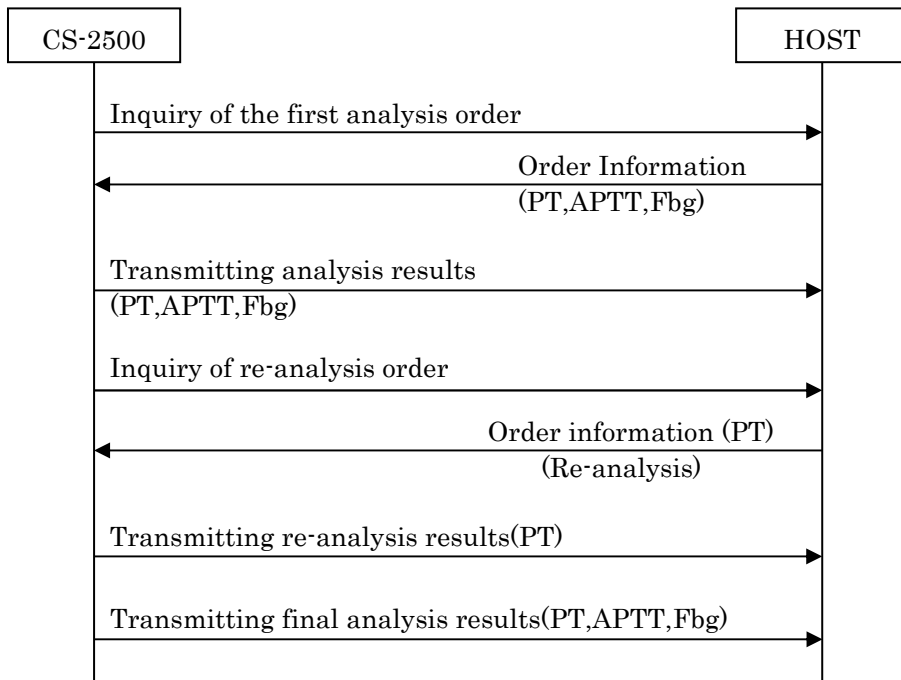 CS-2500
HOST
Inquiry of the first analysis order
Order Information
(PT,APTT,Fbg)
Transmitting analysis results
(PT,APTT,Fbg)
Inquiry of re-analysis order
Order information (PT)
(Re-analysis)
Transmitting re-analysis results(PT)
Transmitting final analysis results(PT,APTT,Fbg)